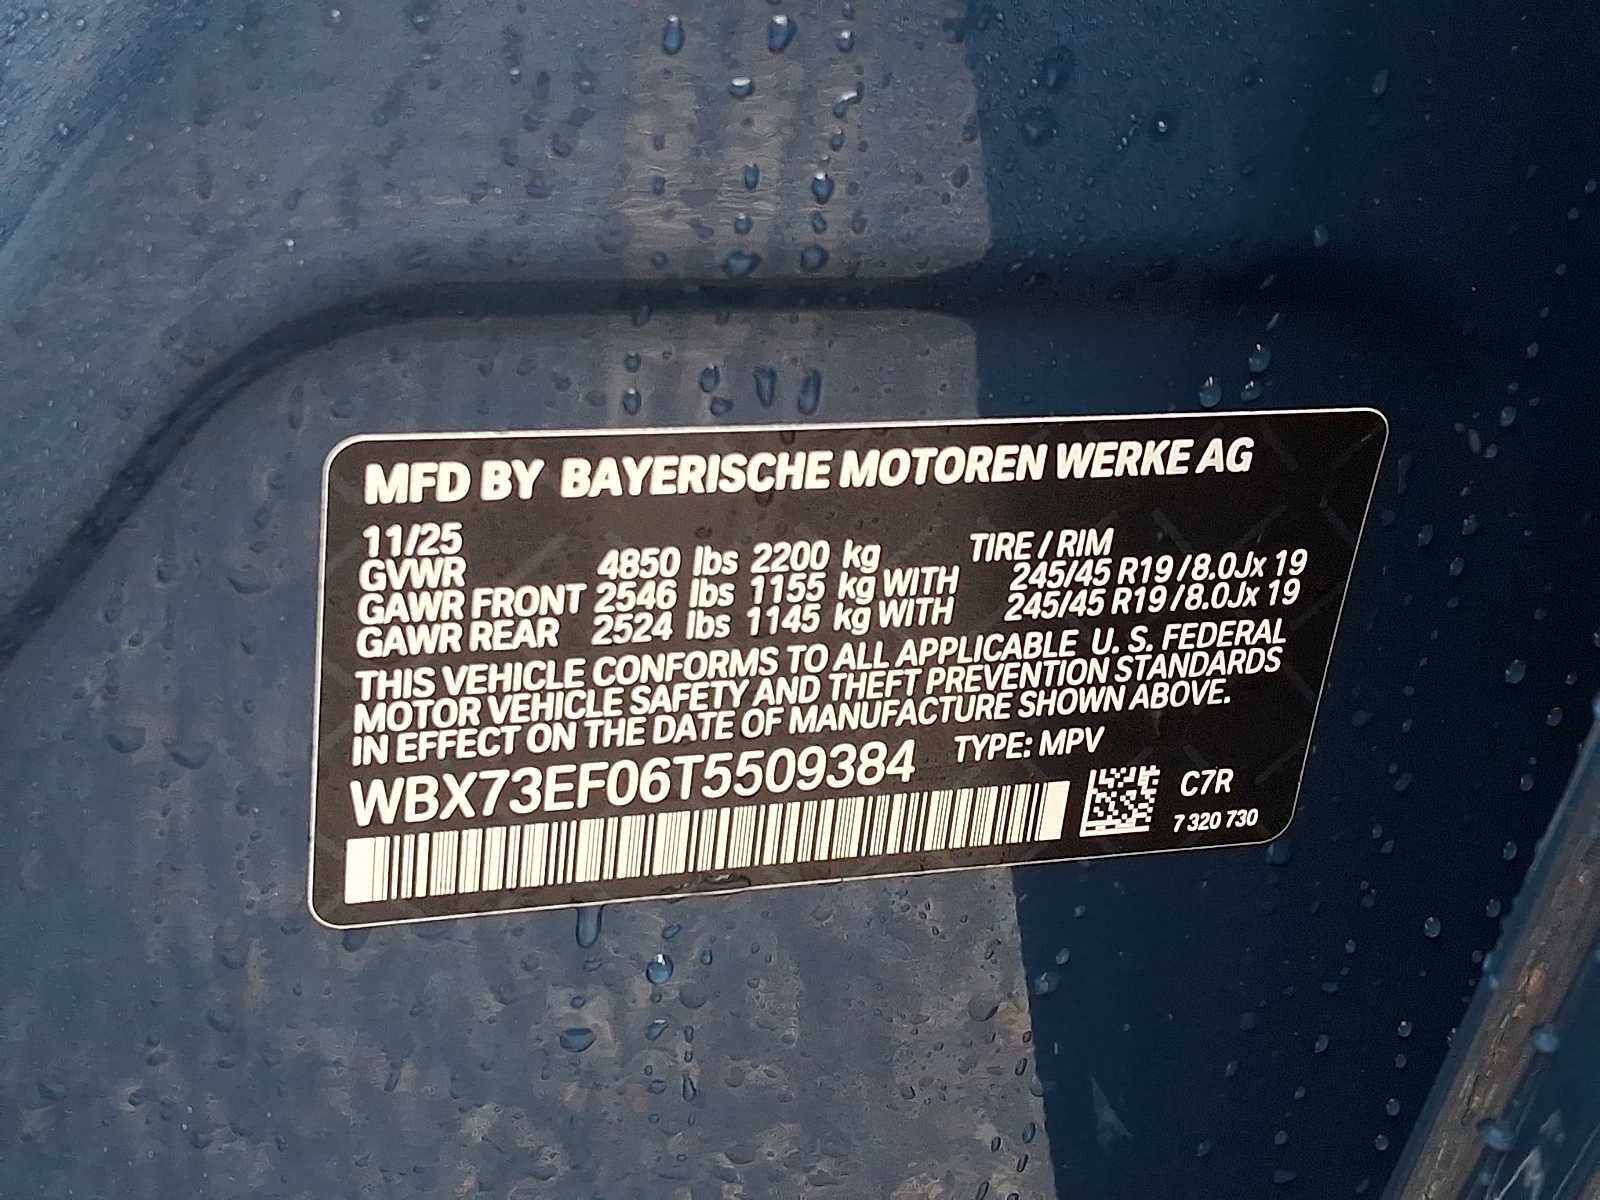 MFD BY BAYERISCHE MOTOREN WERKE AG
11/25
GVWR 4850 lbs 2200 kg TIRE / RIM
GAWR FRONT 2546 lbs 1155 kg WITH 245/45 R19 / 8.0Jx 19
GAWR REAR 2524 lbs 1145 kg WITH 245/45 R19 / 8.0Jx 19
THIS VEHICLE CONFORMS TO ALL APPLICABLE U. S. FEDERAL
MOTOR VEHICLE SAFETY AND THEFT PREVENTION STANDARDS
IN EFFECT ON THE DATE OF MANUFACTURE SHOWN ABOVE.
WBX73EF06T5509384 TYPE: MPV
C7R
7 320 730